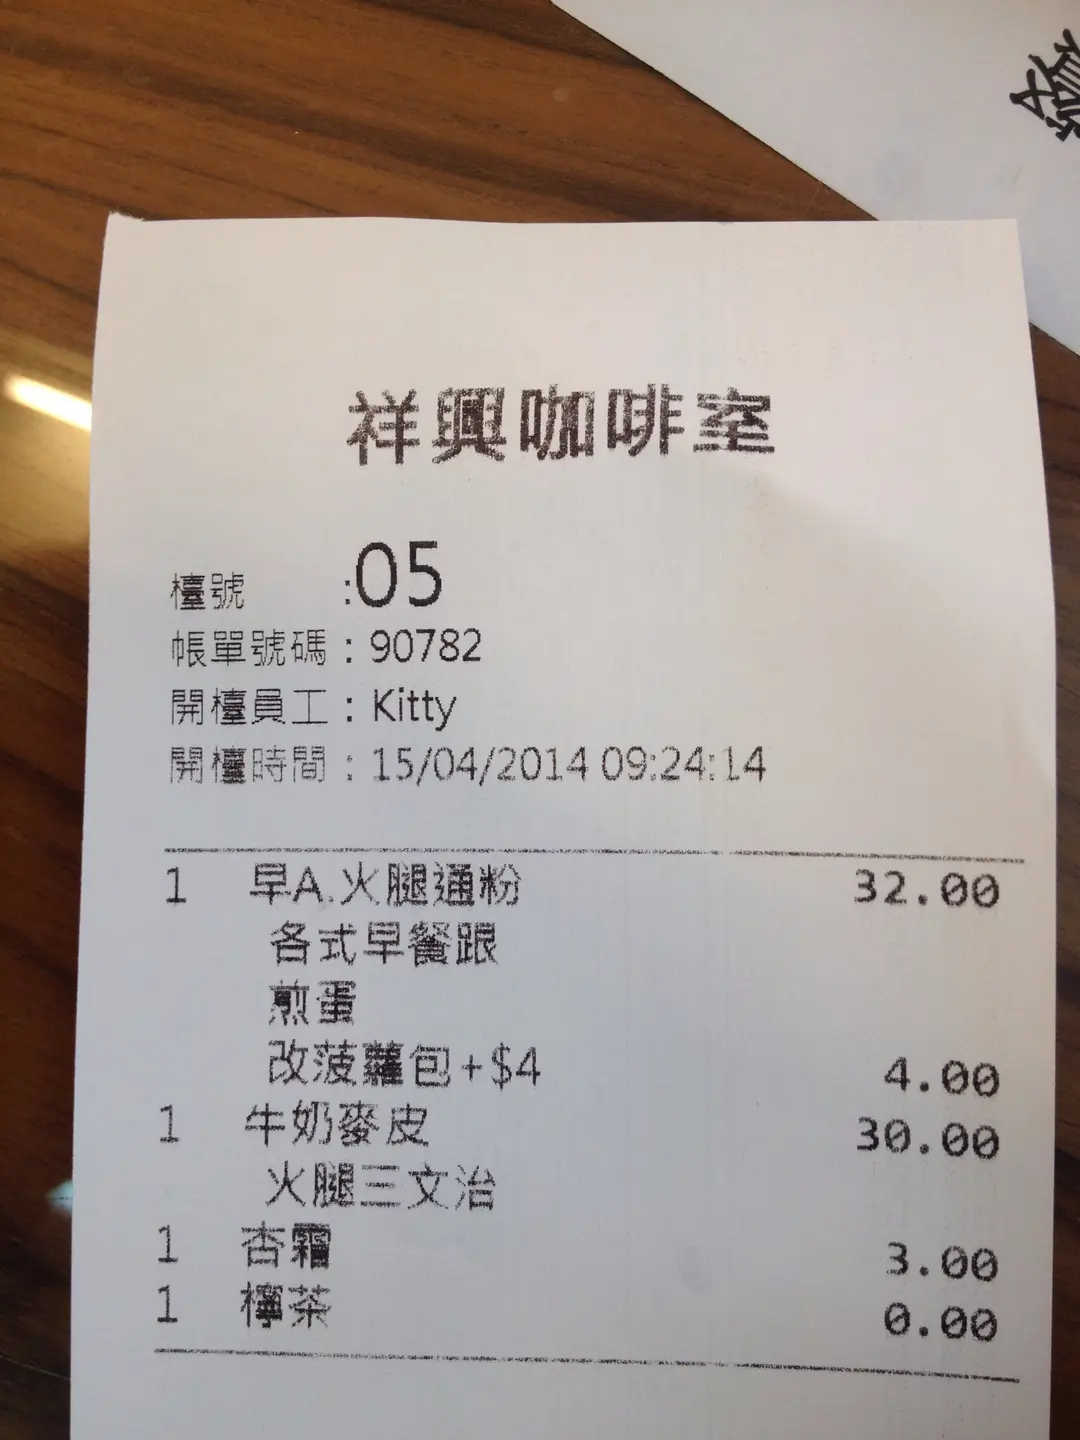 祥興咖啡室
檯號 :05
帳單號碼 : 90782
開檯員工 : Kitty
開檯時間 : 15/04/2014 09:24:14
1 早A.火腿通粉 32.00
各式早餐跟
煎蛋
改菠蘿包+$4 4.00
1 牛奶麥皮 30.00
火腿三文治
1 杏霜 3.00
1 檸茶 0.00